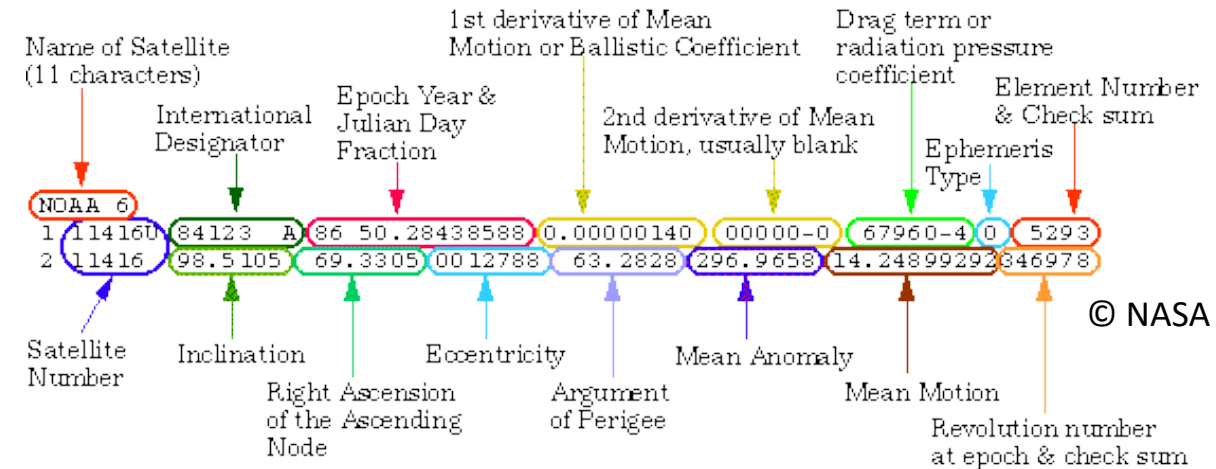 Name of Satellite
(11 characters)
International
Designator
Epoch Year &
Julian Day
Fraction
1st derivative of Mean
Motion or Ballistic Coefficient
2nd derivative of Mean
Motion, usually blank
Drag term or
radiation pressure
coefficient
Ephemeris
Type
Element Number
& Check sum
NOAA 6
1 11416U 84123 A 86 50.28438588 0.00000140 00000-0 67960-4 0 5293
2 11416 98.5105 69.3305 0012788 63.2828 296.9658 14.24899292 346978
© NASA
Satellite
Number
Inclination
Right Ascension
of the Ascending
Node
Eccentricity
Argument
of Perigee
Mean Anomaly
Mean Motion
Revolution number
at epoch & check sum